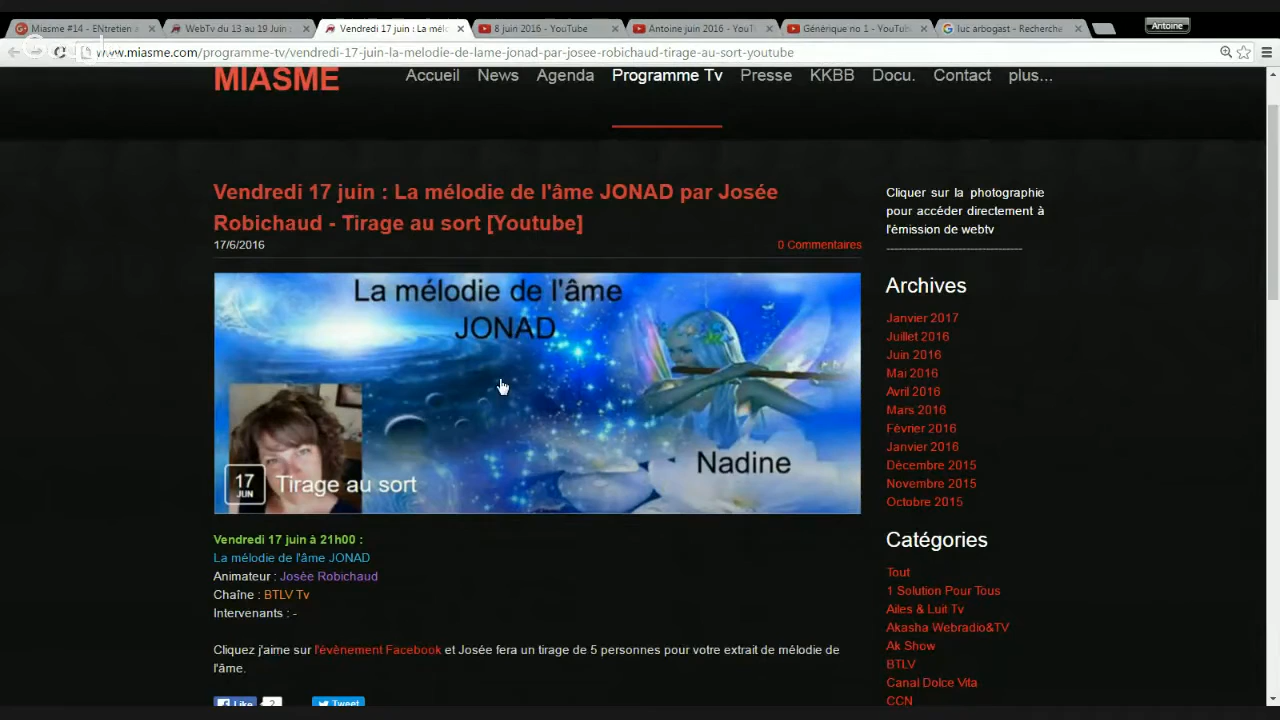 Miasme #14 - ENtretien a
WebTv du 13 au 19 Juin :
Vendredi 17 juin : La mélo
8 juin 2016 - YouTube
Antoine juin 2016 - YouT
Générique no 1 - YouTub
luc arbogast - Recherche
Antoine
www.miasme.com/programme-tv/vendredi-17-juin-la-melodie-de-lame-jonad-par-josee-robichaud-tirage-au-sort-youtube
MIASME
Accueil
News
Agenda
Programme Tv
Presse
KKBB
Docu.
Contact
plus...
Vendredi 17 juin : La mélodie de l'âme JONAD par Josée
Robichaud - Tirage au sort [Youtube]
17/6/2016
0 Commentaires
La mélodie de l'âme
JONAD
Nadine
17
JUN
Tirage au sort
Vendredi 17 juin à 21h00 :
La mélodie de l'âme JONAD
Animateur : Josée Robichaud
Chaîne : BTLV Tv
Intervenants : -
Cliquez j'aime sur l'évènement Facebook et Josée fera un tirage de 5 personnes pour votre extrait de mélodie de
l'âme.
Like
2
Tweet
Cliquer sur la photographie
pour accéder directement à
l'émission de webtv
Archives
Janvier 2017
Juillet 2016
Juin 2016
Mai 2016
Avril 2016
Mars 2016
Février 2016
Janvier 2016
Décembre 2015
Novembre 2015
Octobre 2015
Catégories
Tout
1 Solution Pour Tous
Ailes & Luit Tv
Akasha Webradio&TV
Ak Show
BTLV
Canal Dolce Vita
CCN